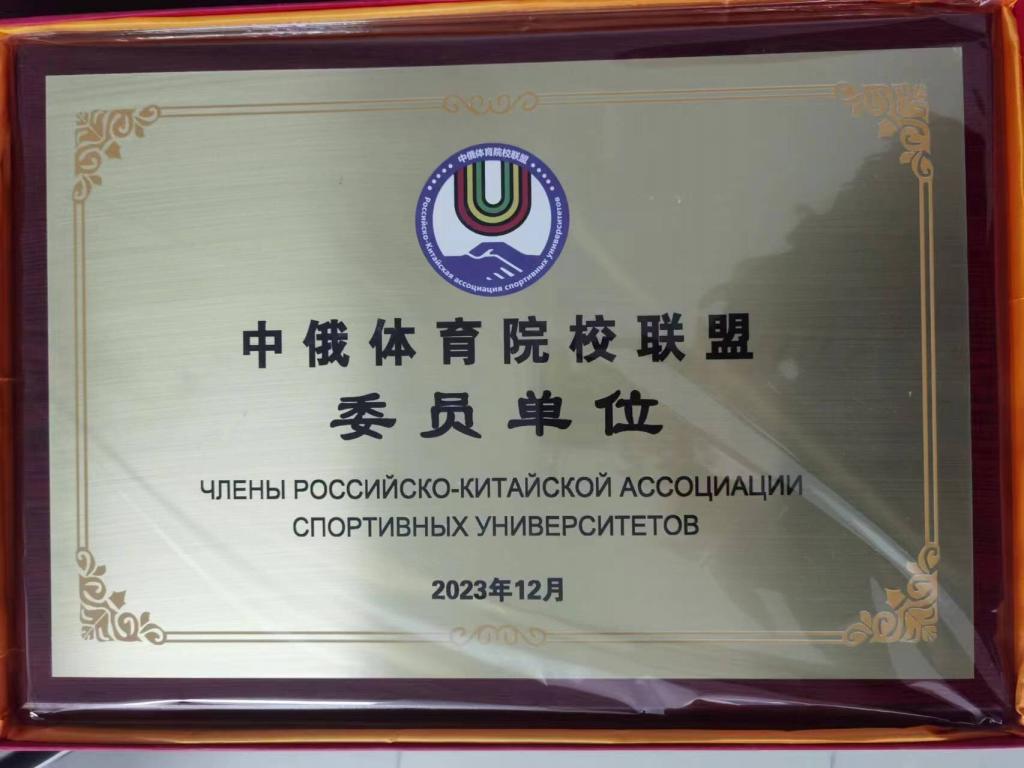 中俄体育院校联盟
Российско-Китайская ассоциация спортивных университетов
中俄体育院校联盟
委员单位
ЧЛЕНЫ РОССИЙСКО-КИТАЙСКОЙ АССОЦИАЦИИ
СПОРТИВНЫХ УНИВЕРСИТЕТОВ
2023年12月